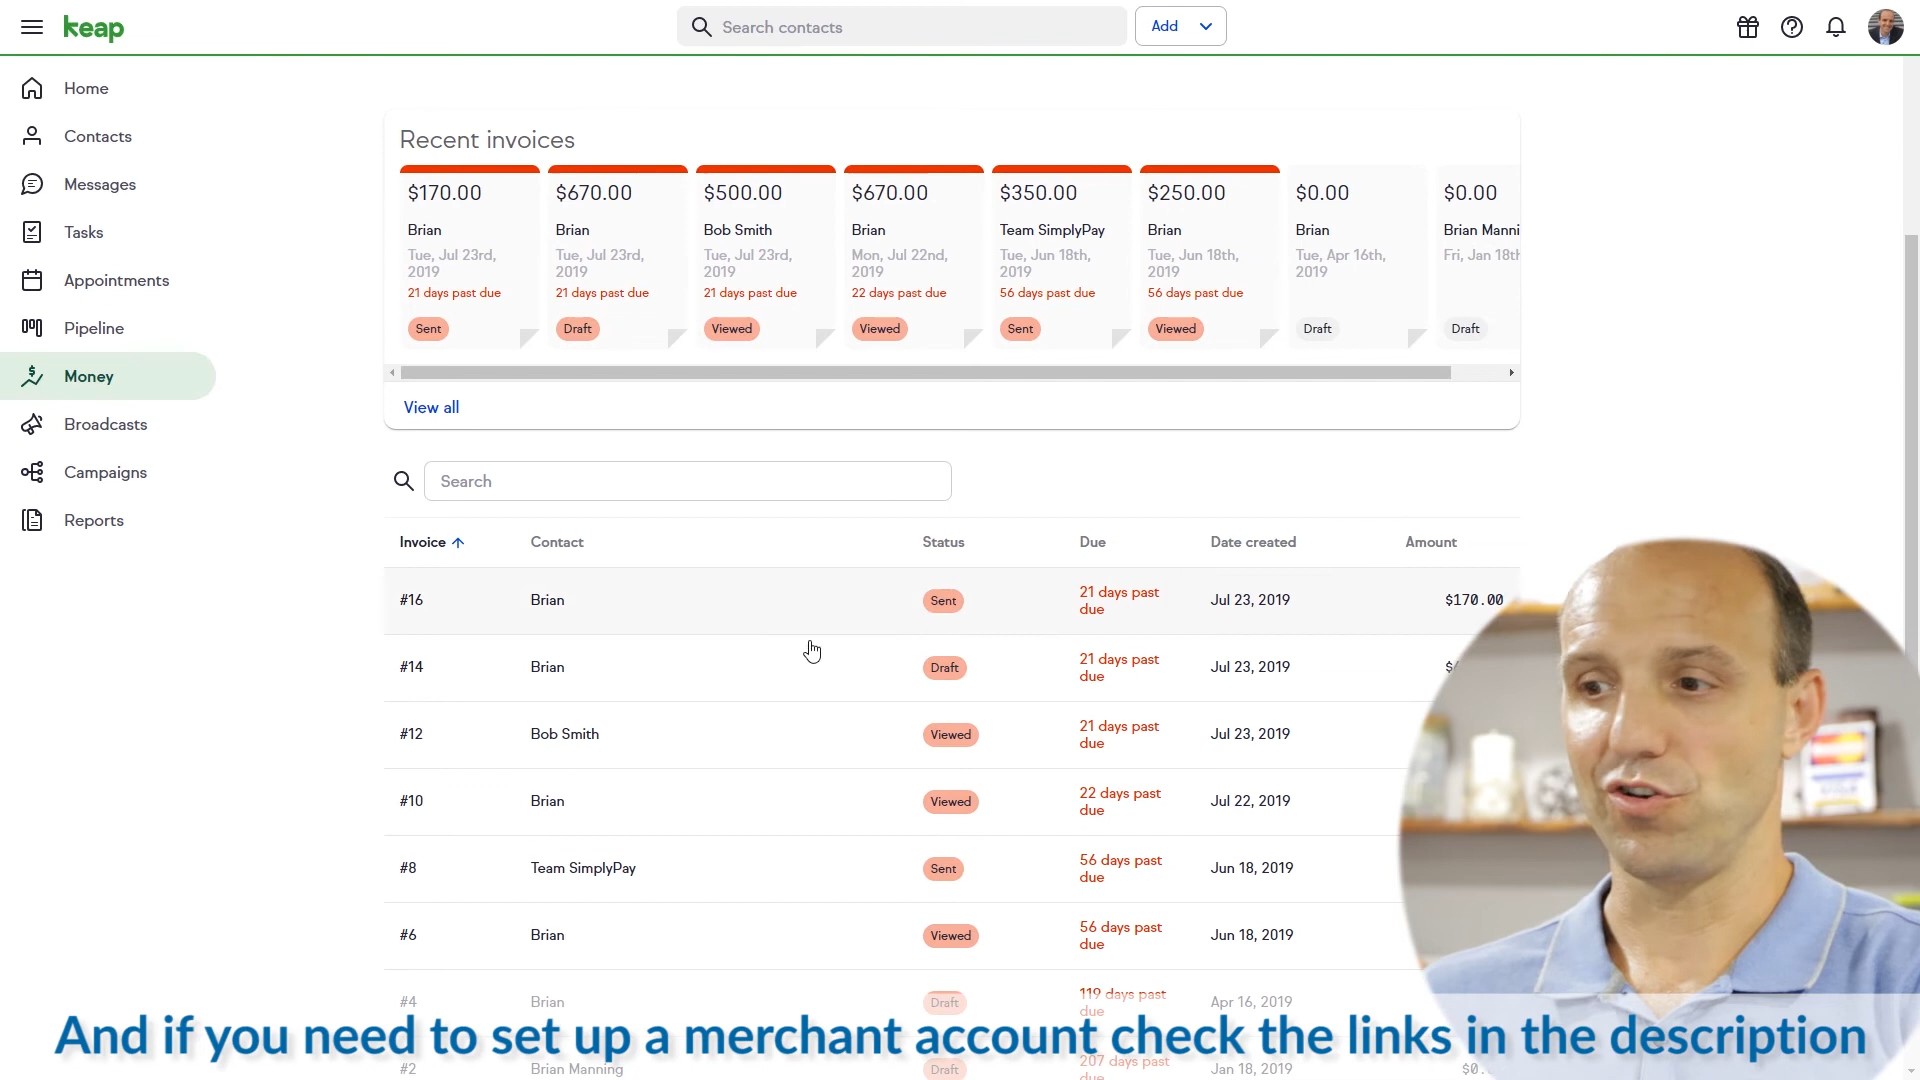 keap
Search contacts
Add
Home
Contacts
Messages
Tasks
Appointments
Pipeline
Money
Broadcasts
Campaigns
Reports
Recent invoices
$170.00
Brian
Tue, Jul 23rd,
2019
21 days past due
Sent
$670.00
Brian
Tue, Jul 23rd,
2019
21 days past due
Draft
$500.00
Bob Smith
Tue, Jul 23rd,
2019
21 days past due
Viewed
$670.00
Brian
Mon, Jul 22nd,
2019
22 days past due
Viewed
$350.00
Team SimplyPay
Tue, Jun 18th,
2019
56 days past due
Sent
$250.00
Brian
Tue, Jun 18th,
2019
56 days past due
Viewed
$0.00
Brian
Tue, Apr 16th,
2019
Draft
$0.00
Brian Manni
Fri, Jan 18th
Draft
View all
Search
Invoice Contact Status Due Date created Amount
#16 Brian Sent 21 days past due Jul 23, 2019 $170.00
#14 Brian Draft 21 days past due Jul 23, 2019
#12 Bob Smith Viewed 21 days past due Jul 23, 2019
#10 Brian Viewed 22 days past due Jul 22, 2019
#8 Team SimplyPay Sent 56 days past due Jun 18, 2019
#6 Brian Viewed 56 days past due Jun 18, 2019
#4 Brian Draft 119 days past due Apr 16, 2019
And if you need to set up a merchant account check the links in the description
#2 Brian Manning Draft 207 days past due Jan 18, 2019